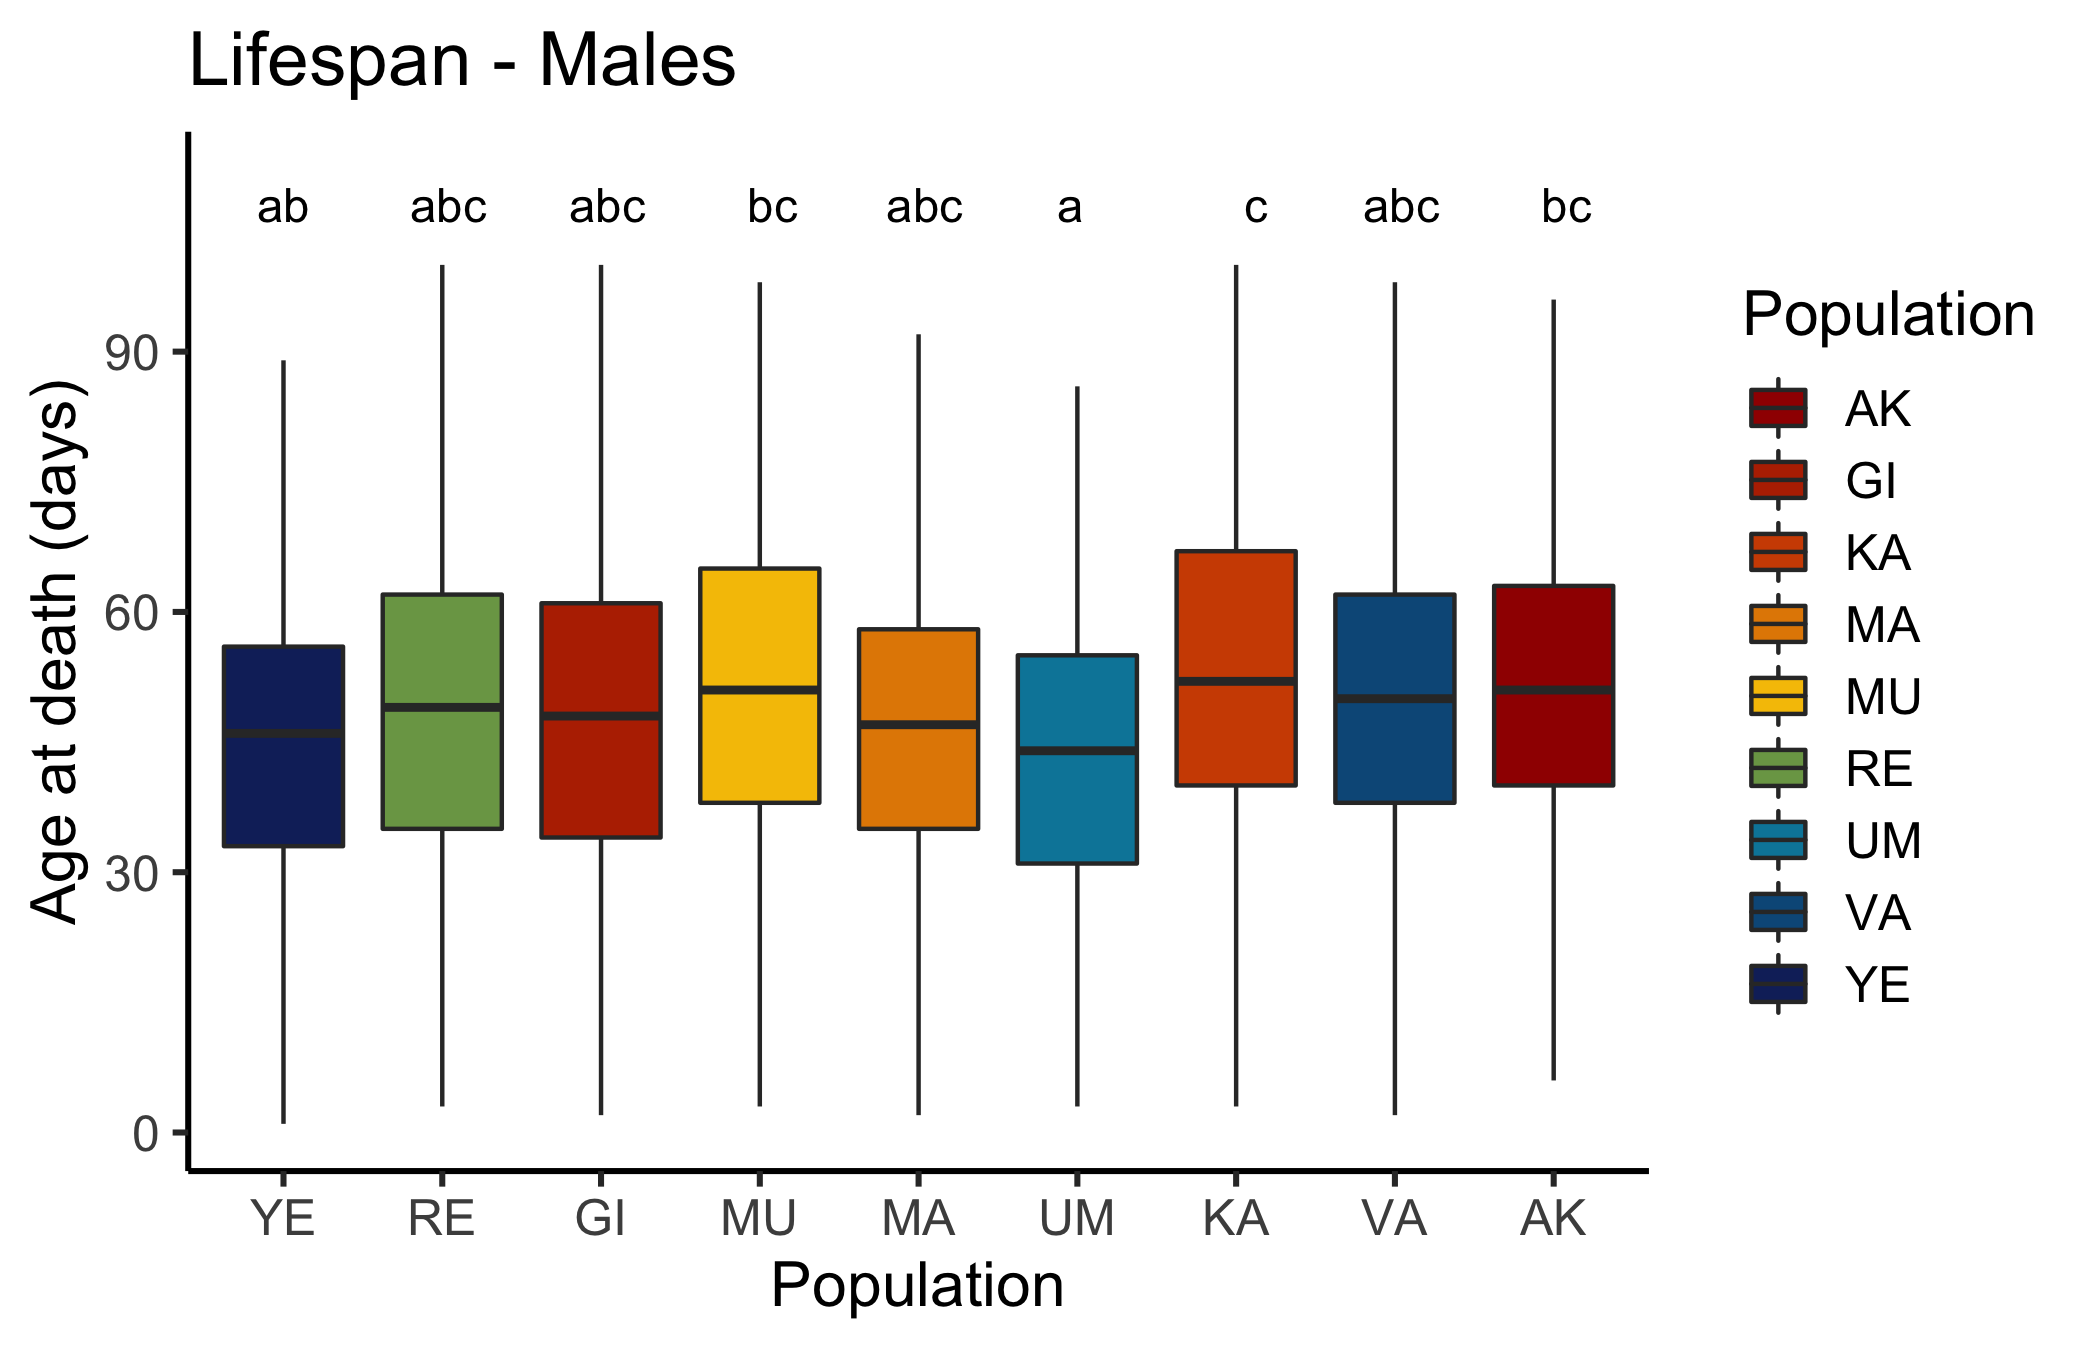 Lifespan - Males
ab abc abc bc abc a c abc bc
Age at death (days)
90
60
30
0
YE RE GI MU MA UM KA VA AK
Population
Population
AK
GI
KA
MA
MU
RE
UM
VA
YE